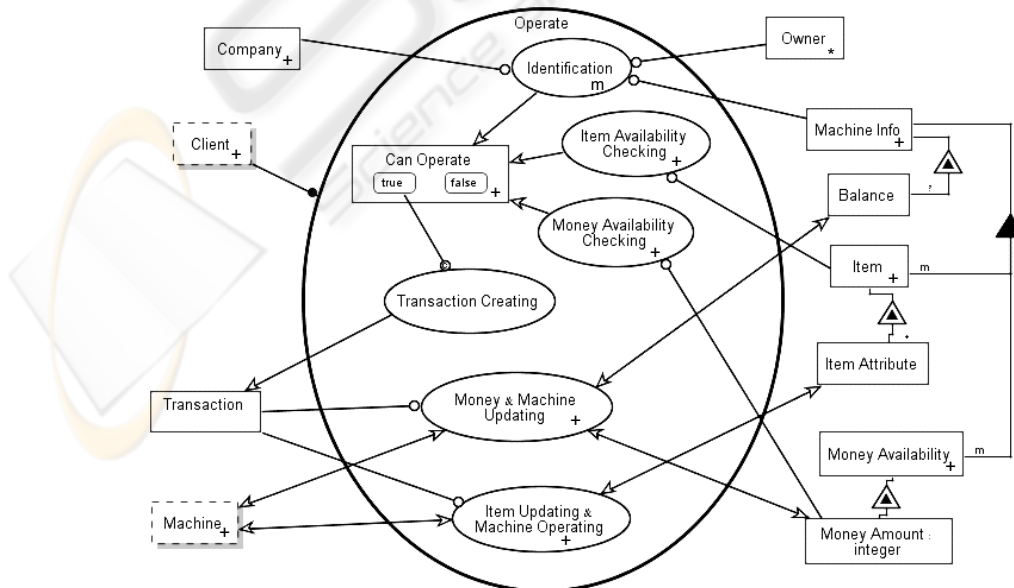 Operate
Company
+
Owner
*
Identification
m
Machine Info
+
Client
+
Item Availability
Checking
+
Can Operate
true
false
+
Balance
Money Availability
Checking
+
Item
+
m
Transaction Creating
Item Attribute
Transaction
Money & Machine
Updating
+
Money Availability
+
m
Machine
+
Item Updating &
Machine Operating
+
Money Amount :
integer